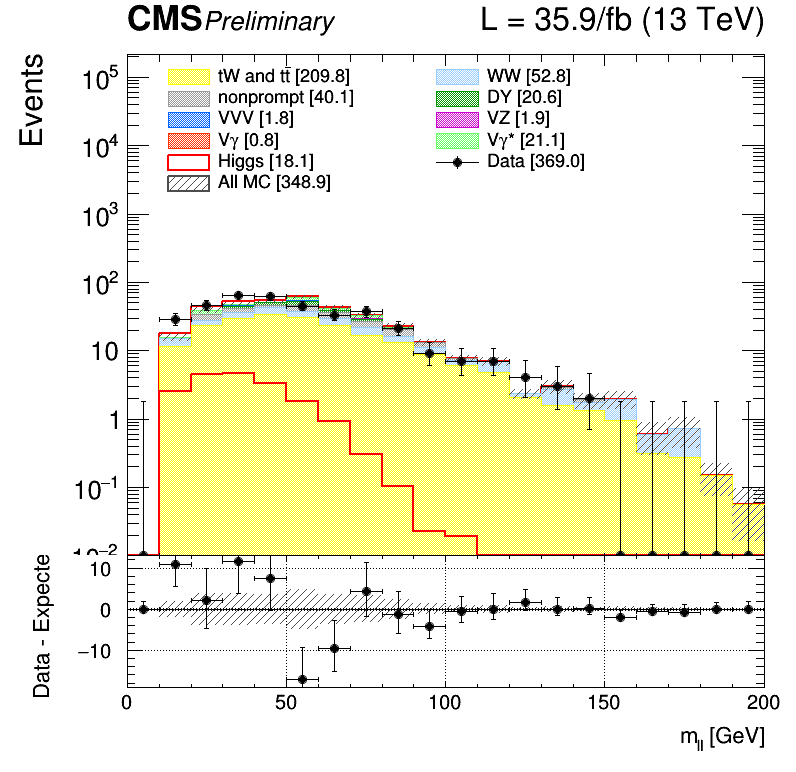 CMS Preliminary L = 35.9/fb (13 TeV)
Events
tW and tt̄ [209.8] WW [52.8]
nonprompt [40.1] DY [20.6]
VVV [1.8] VZ [1.9]
Vγ [0.8] Vγ* [21.1]
Higgs [18.1] Data [369.0]
All MC [348.9]
10⁵
10⁴
10³
10²
10
1
10⁻¹
10⁻²
Data - Expecte
10
0
−10
0 50 100 150 200
m_ll [GeV]